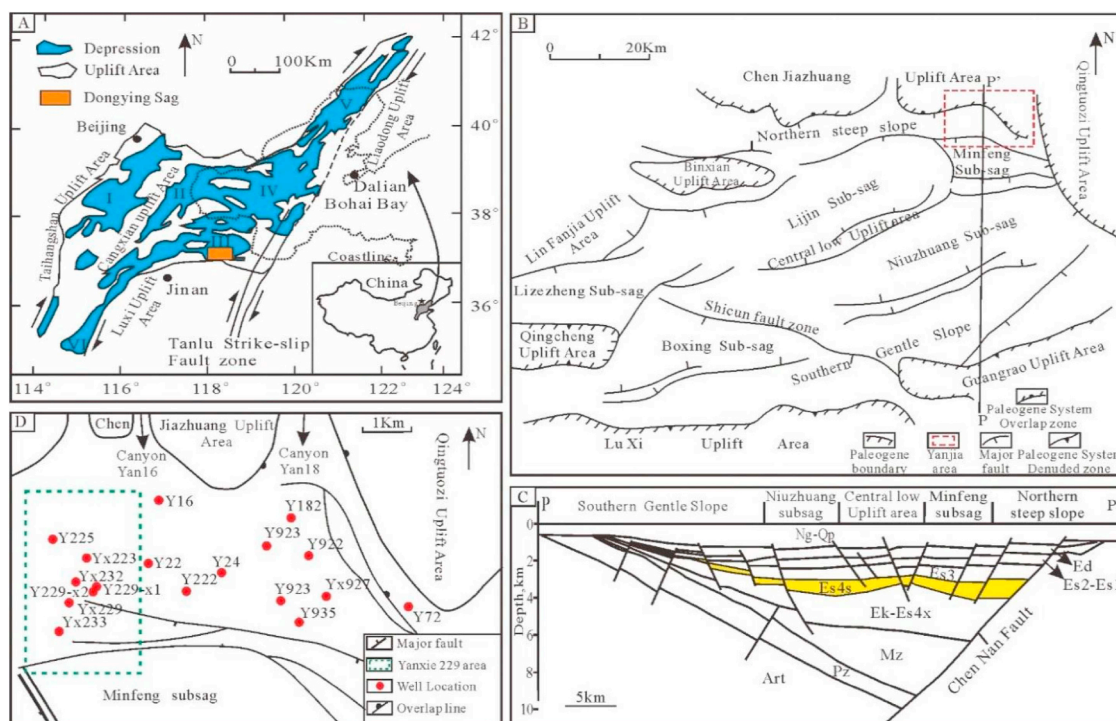 A
Depression
Uplift Area
Dongying Sag
N
0
100Km
42°
40°
38°
36°
114°
116°
118°
120°
122°
124°
Beijing
Taihangshan Uplift Area
I
Cangxian uplift Area
II
IV
V
III
VI
Liaodong Uplift
Area
Dalian
Bohai Bay
Luxi Uplift
Area
Jinan
Coastline
China
Beijing
Tanlu Strike-slip
Fault zone
B
0
20Km
N
Chen Jiazhuang
Uplift Area
P'
Qingtuozi Uplift Area
Northern steep slope
Binxian
Uplift Area
Minfeng
Sub-sag
Lijin Sub-sag
Lin Fanjia Uplift
Area
Central low Uplift area
Niuzhuang Sub-sag
Lizezheng Sub-sag
Shicun fault zone
Qingcheng
Uplift Area
Boxing Sub-sag
Gentle Slope
Southern
Guangrao Uplift Area
Lu Xi Uplift Area
P
Paleogene System
Overlap zone
Paleogene
boundary
Yanjia
area
Major
fault
Paleogene System
Denuded zone
D
Chen
Jiazhuang Uplift
Area
1Km
N
Canyon
Yan16
Canyon
Yan18
Qingtuozi Uplift Area
Y16
Y182
Y225
Y923
Y922
Yx223
Y22
Y24
Yx232
Y222
Y229-x2
Y229-x1
Yx229
Y923
Yx927
Yx233
Y935
Y72
Minfeng subsag
Major fault
Yanxie 229 area
Well Location
Overlap line
C
P
Southern Gentle Slope
Niuzhuang
subsag
Central low
Uplift area
Minfeng
subsag
Northern
steep slope
Depth,km
0
2
4
6
8
10
Ng-Qp
Ed
Es3
Es4s
Ek-Es4x
Mz
Pz
Art
Chen Nan Fault
5km